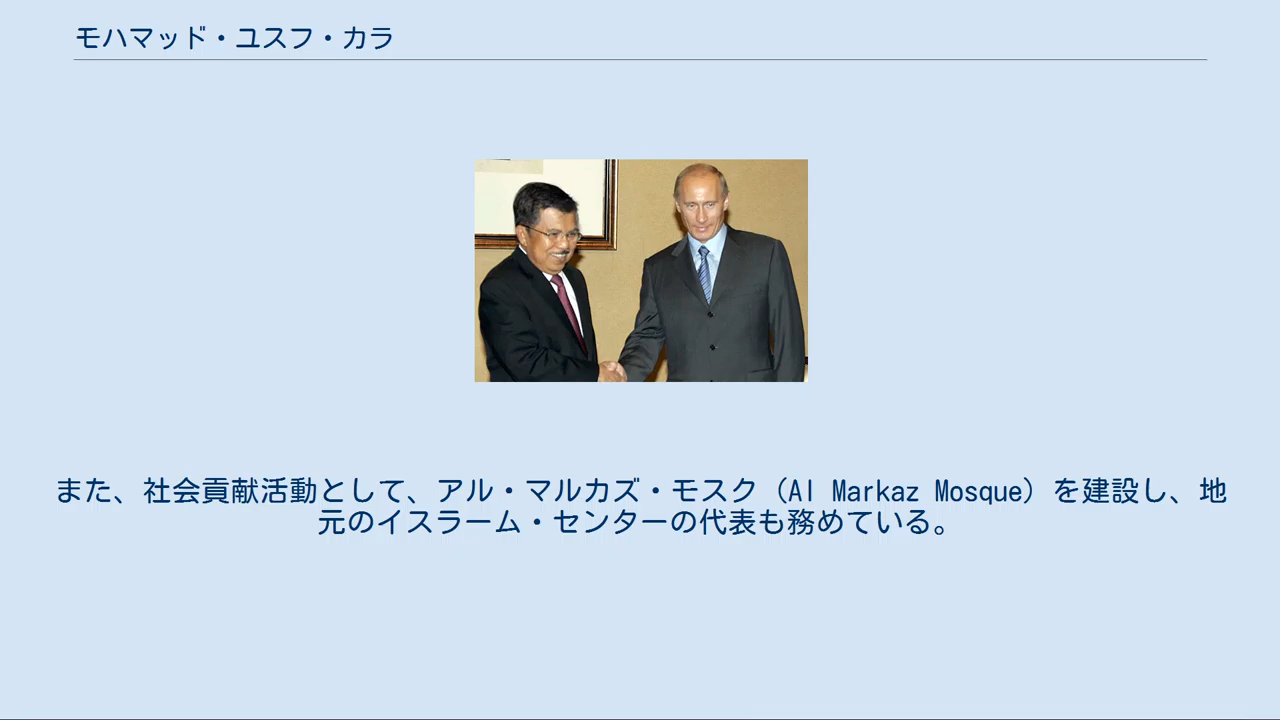 モハマッド・ユスフ・カラ
また、社会貢献活動として、アル・マルカズ・モスク（Al Markaz Mosque）を建設し、地
元のイスラーム・センターの代表も務めている。